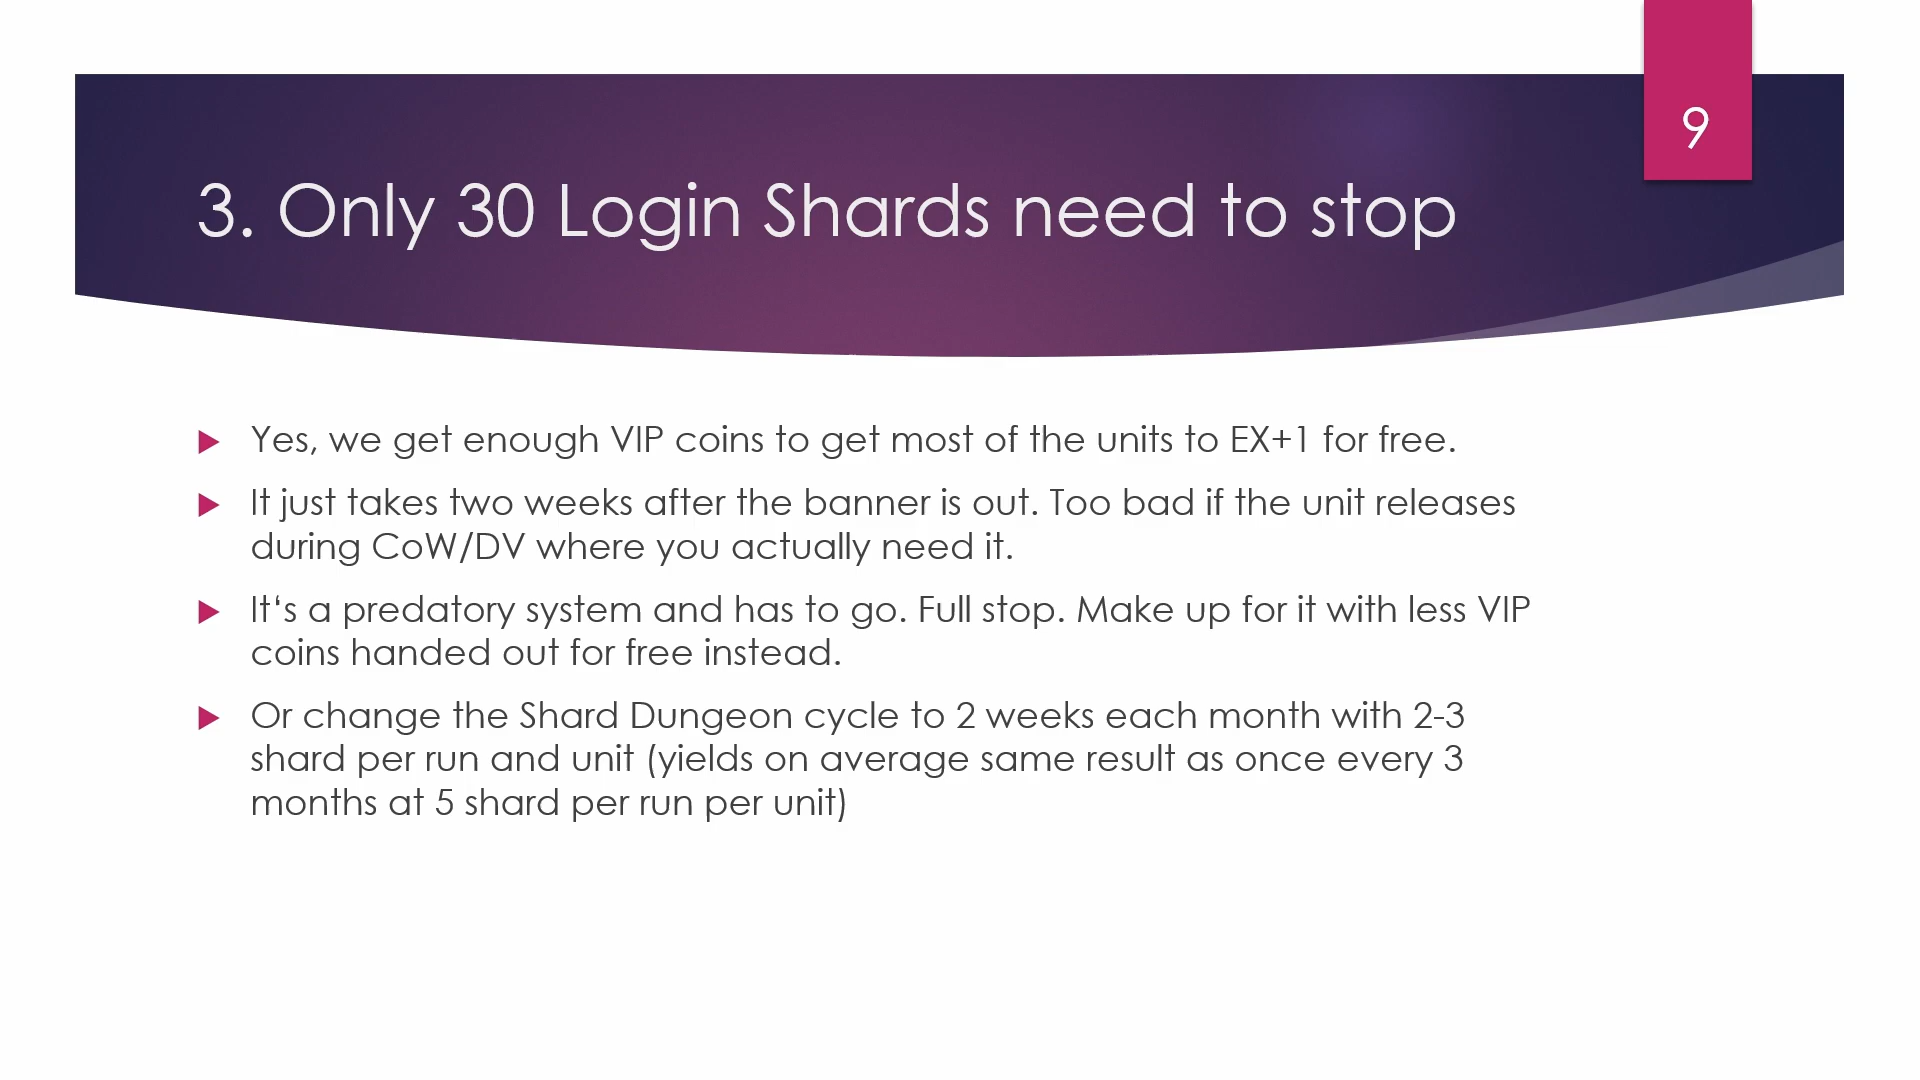 9
3. Only 30 Login Shards need to stop
Yes, we get enough VIP coins to get most of the units to EX+1 for free.
It just takes two weeks after the banner is out. Too bad if the unit releases
during CoW/DV where you actually need it.
It‘s a predatory system and has to go. Full stop. Make up for it with less VIP
coins handed out for free instead.
Or change the Shard Dungeon cycle to 2 weeks each month with 2-3
shard per run and unit (yields on average same result as once every 3
months at 5 shard per run per unit)